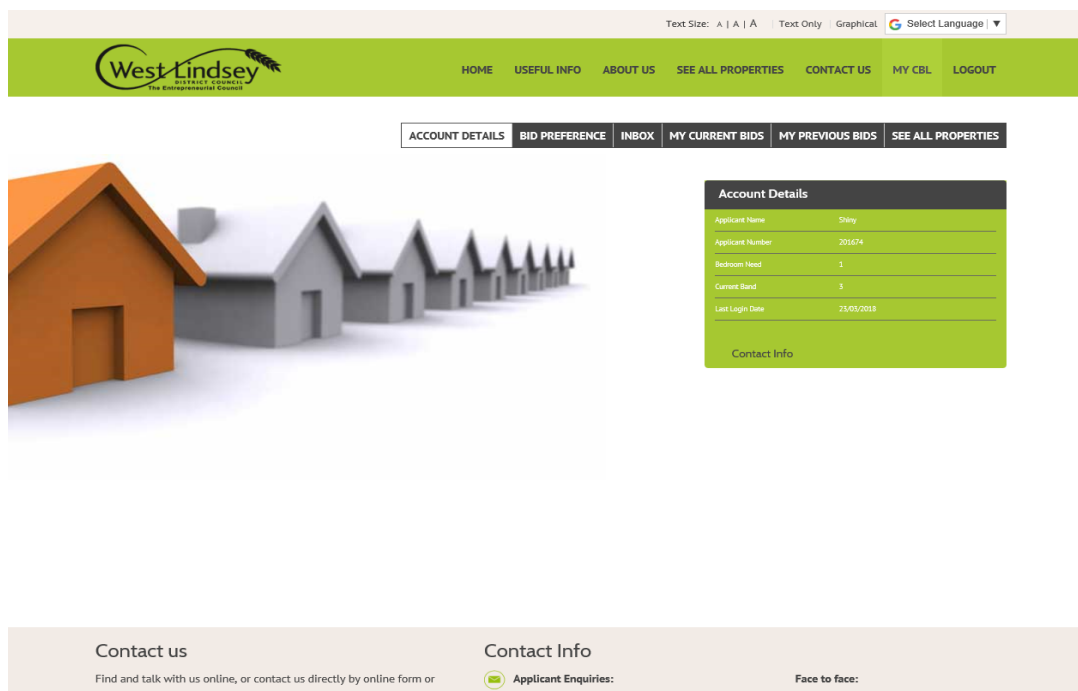 Text Size: A | A | A Text Only Graphical G Select Language ▼
West Lindsey
DISTRICT COUNCIL
The Entrepreneurial Council
HOME USEFUL INFO ABOUT US SEE ALL PROPERTIES CONTACT US MY CBL LOGOUT
ACCOUNT DETAILS BID PREFERENCE INBOX MY CURRENT BIDS MY PREVIOUS BIDS SEE ALL PROPERTIES
Account Details
Applicant Name Shiny
Applicant Number 201674
Bedroom Need 1
Current Band 3
Last Login Date 23/03/2018
Contact Info
Contact us
Find and talk with us online, or contact us directly by online form or
Contact Info
Applicant Enquiries:
Face to face: